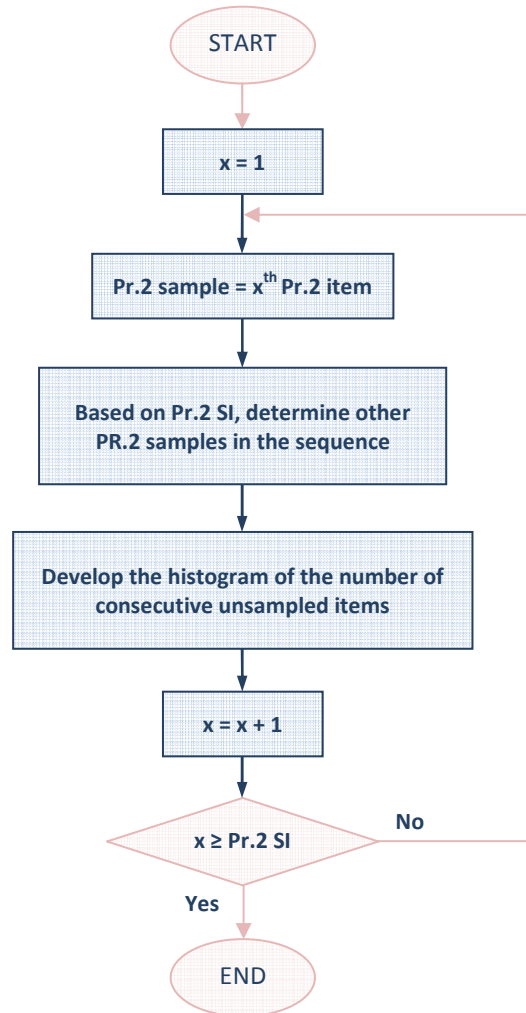 START
x = 1
Pr.2 sample = xth Pr.2 item
Based on Pr.2 SI, determine other
PR.2 samples in the sequence
Develop the histogram of the number of
consecutive unsampled items
x = x + 1
x ≥ Pr.2 SI
No
Yes
END